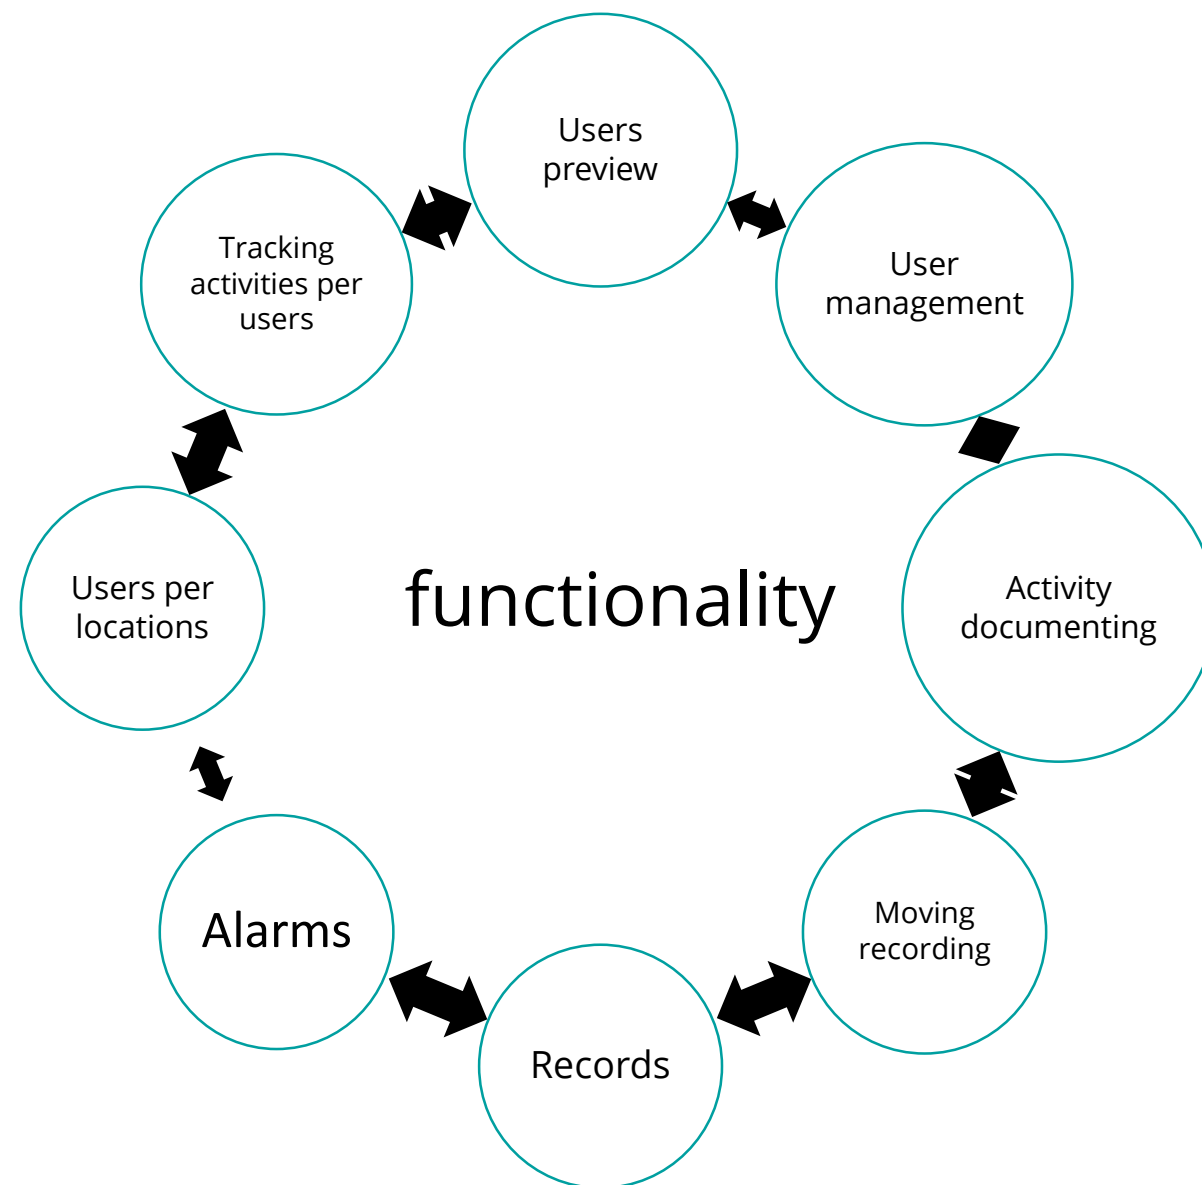 Users
preview
User
management
Activity
documenting
Moving
recording
Records
Alarms
Users per
locations
Tracking
activities per
users
functionality